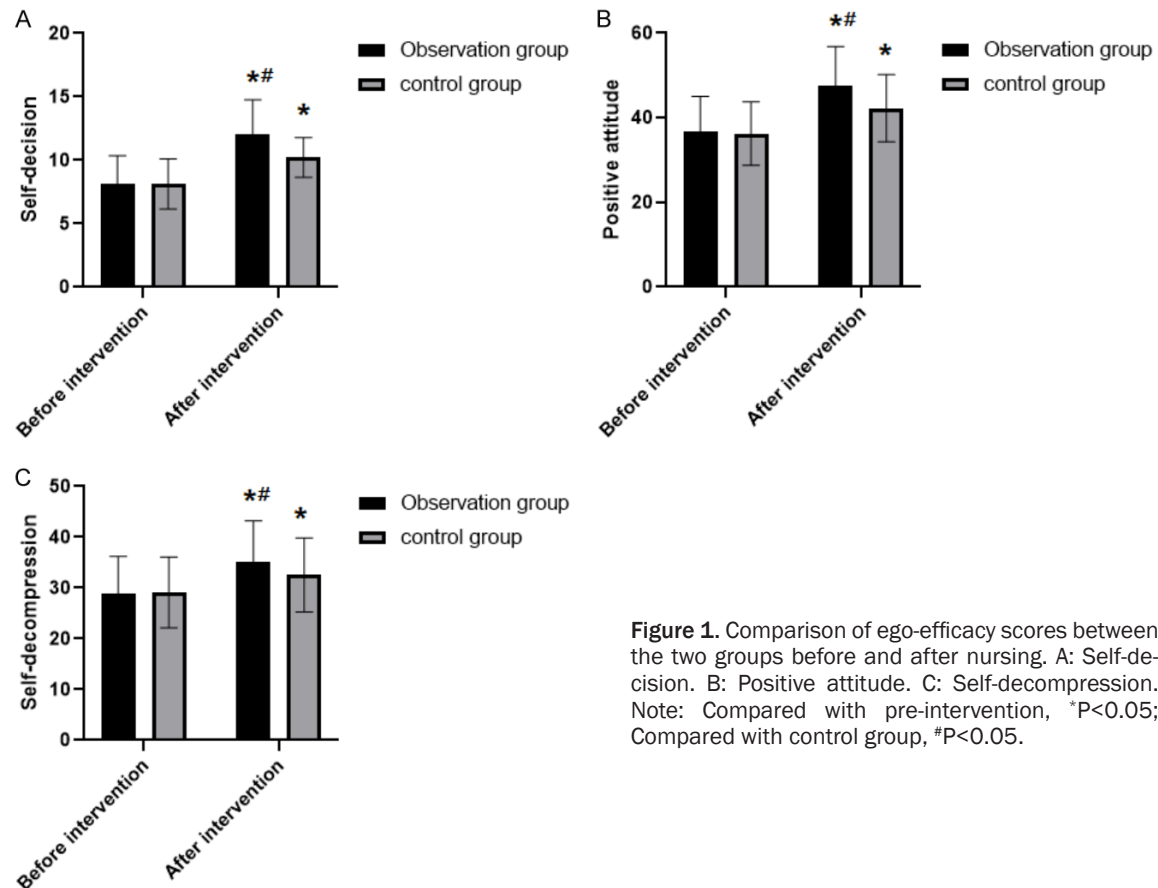 A
20
15
10
5
0
Self-decision
*#
*
Observation group
control group
Before intervention
After intervention
B
60
40
20
0
Positive attitude
*#
*
Observation group
control group
Before intervention
After intervention
C
50
40
30
20
10
0
Self-decompression
*#
*
Observation group
control group
Before intervention
After intervention
Figure 1. Comparison of ego-efficacy scores between
the two groups before and after nursing. A: Self-de-
cision. B: Positive attitude. C: Self-decompression.
Note: Compared with pre-intervention, *P<0.05;
Compared with control group, #P<0.05.